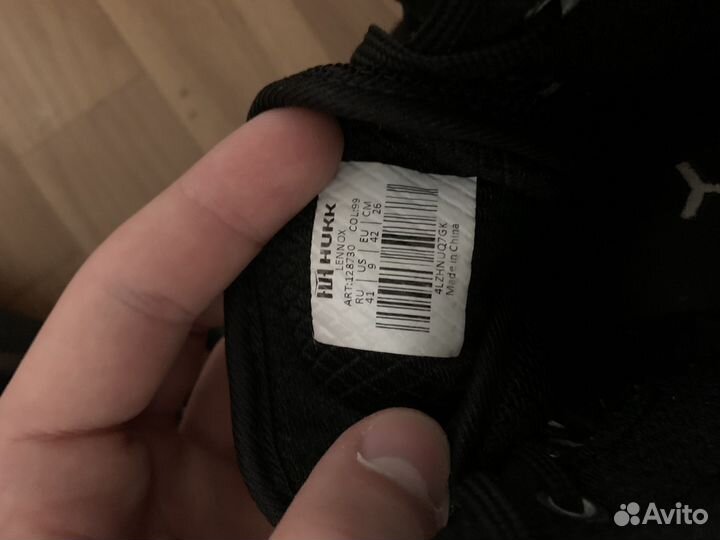 HUKK
LENNOX
ART:128730 COL:99
RU | US | EU | CM
41 | 9 | 42 | 26
4LZHNUQ7GK
Made in China
Avito